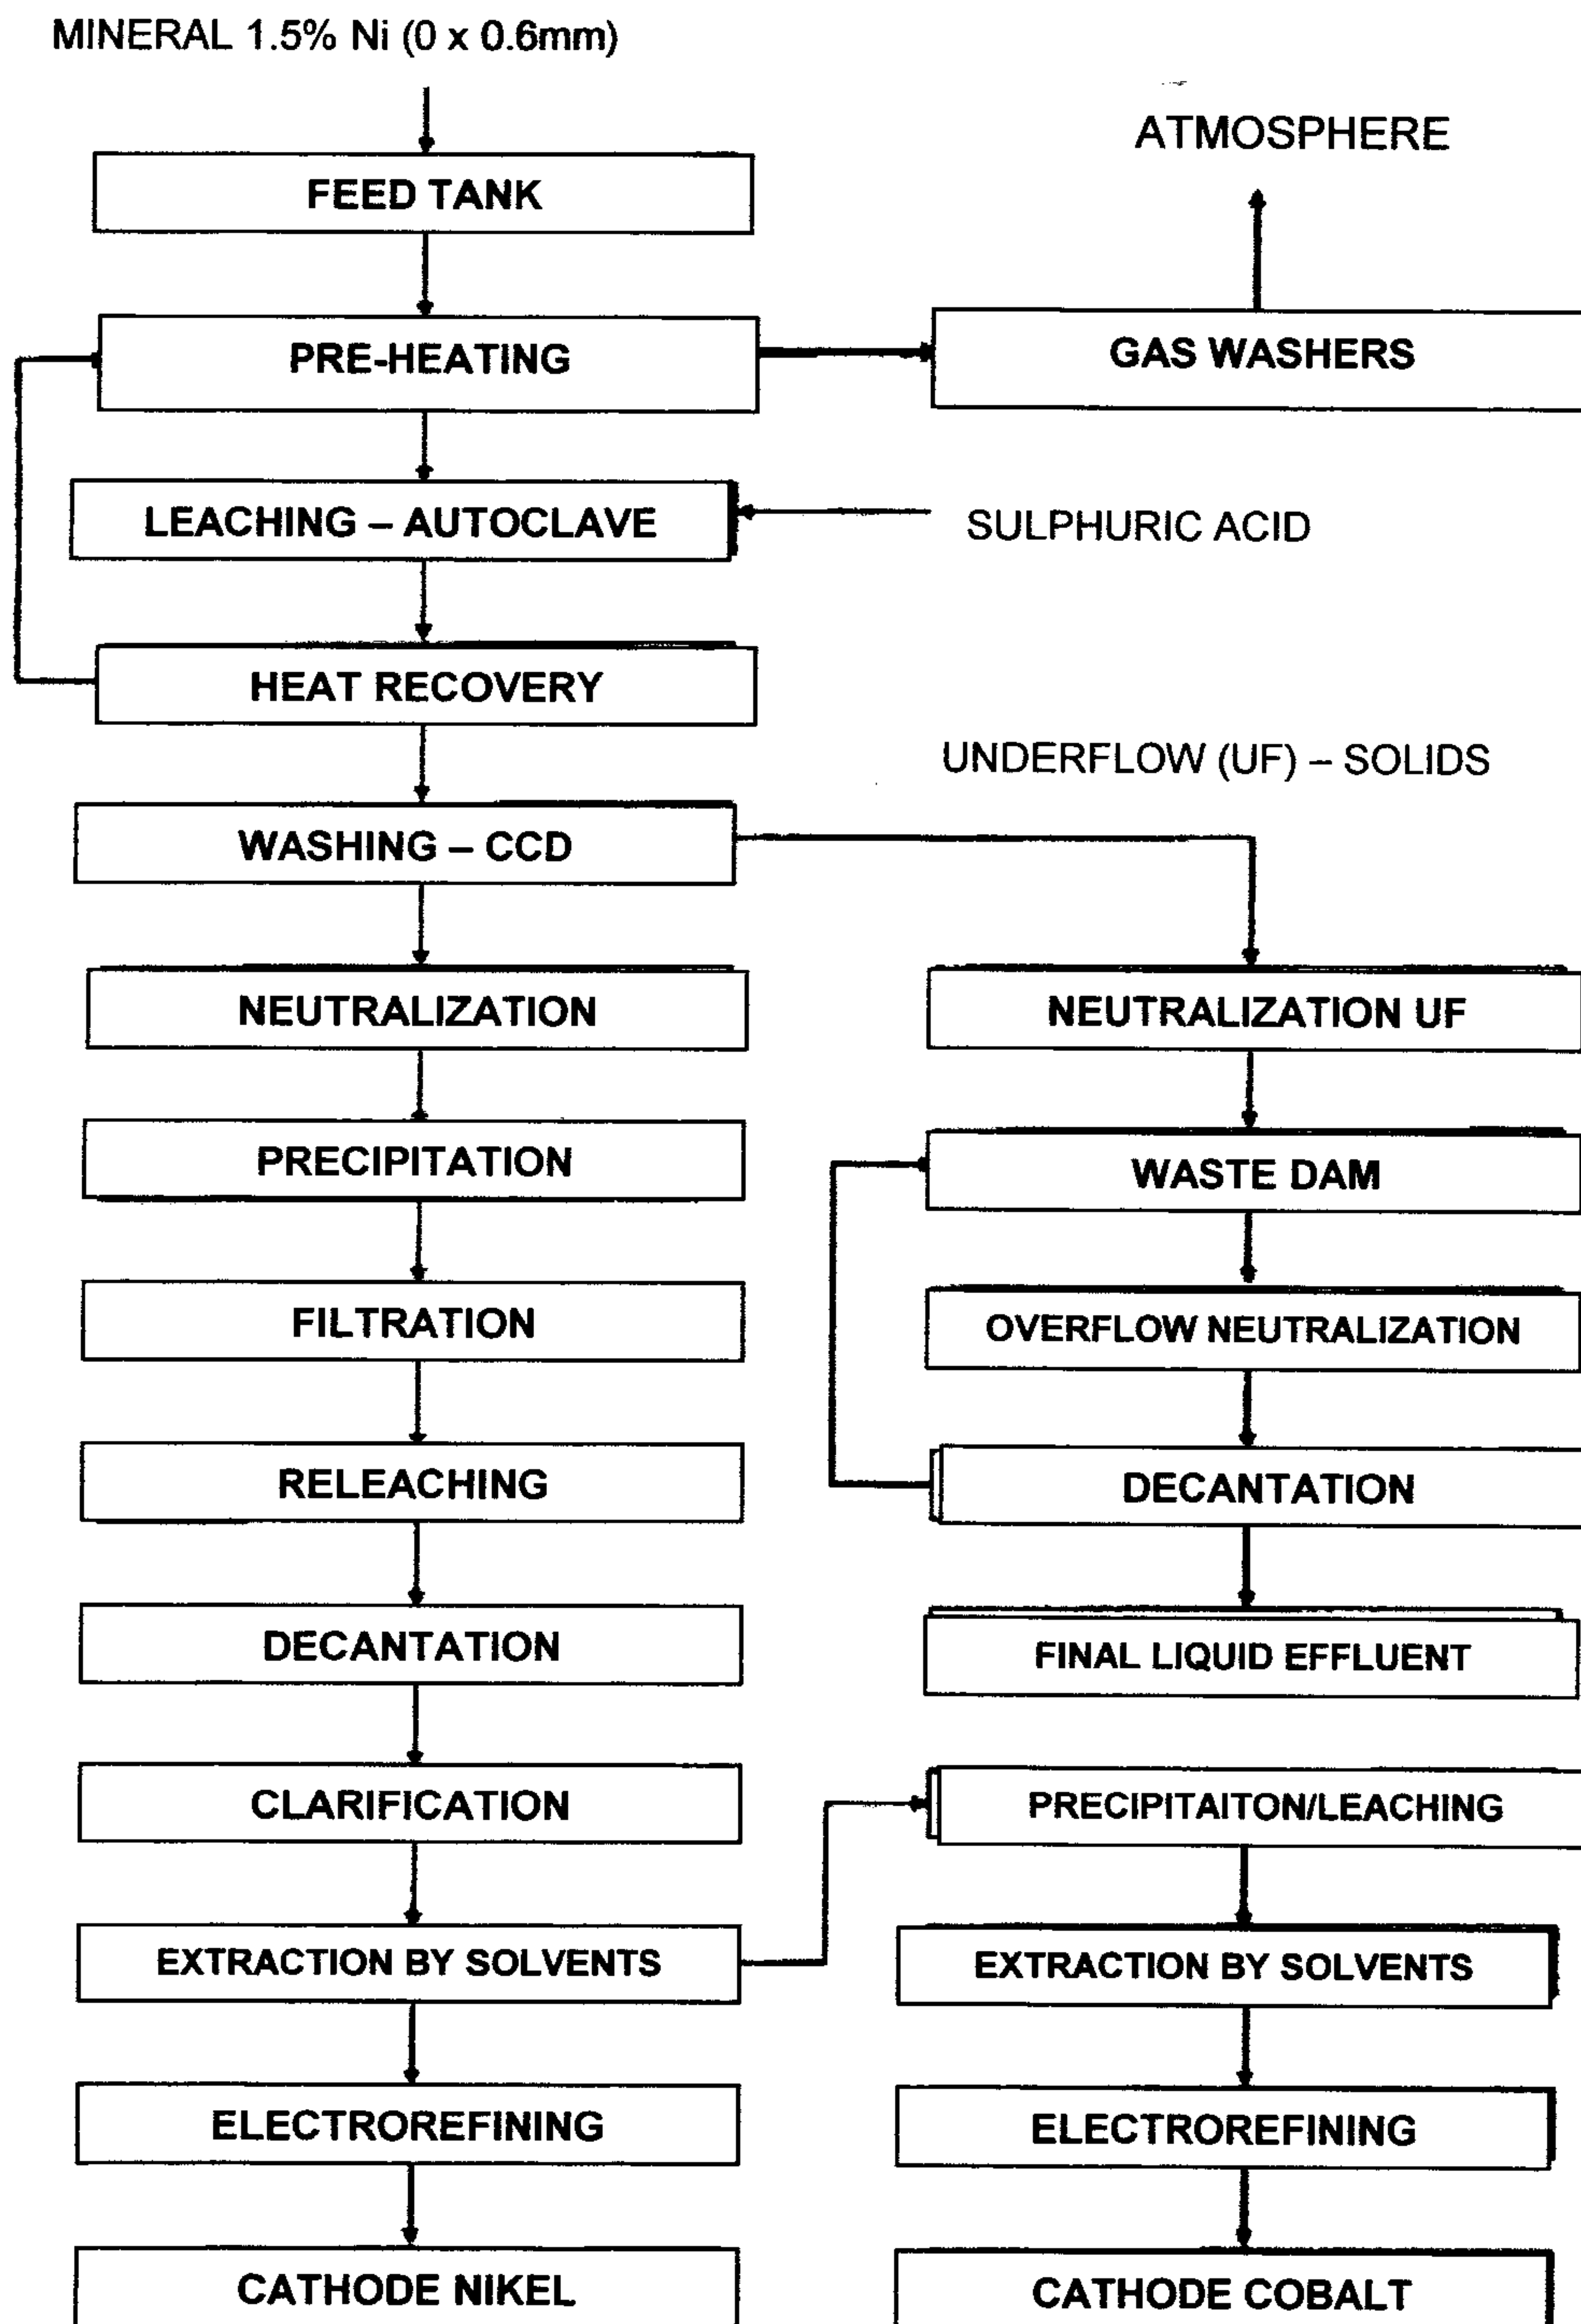 MINERAL 1.5% Ni (0 x 0.6mm)
ATMOSPHERE
FEED TANK
PRE-HEATING
GAS WASHERS
LEACHING – AUTOCLAVE
SULPHURIC ACID
HEAT RECOVERY
UNDERFLOW (UF) – SOLIDS
WASHING – CCD
NEUTRALIZATION
NEUTRALIZATION UF
PRECIPITATION
WASTE DAM
FILTRATION
OVERFLOW NEUTRALIZATION
RELEACHING
DECANTATION
DECANTATION
FINAL LIQUID EFFLUENT
CLARIFICATION
PRECIPITAITON/LEACHING
EXTRACTION BY SOLVENTS
EXTRACTION BY SOLVENTS
ELECTROREFINING
ELECTROREFINING
CATHODE NIKEL
CATHODE COBALT